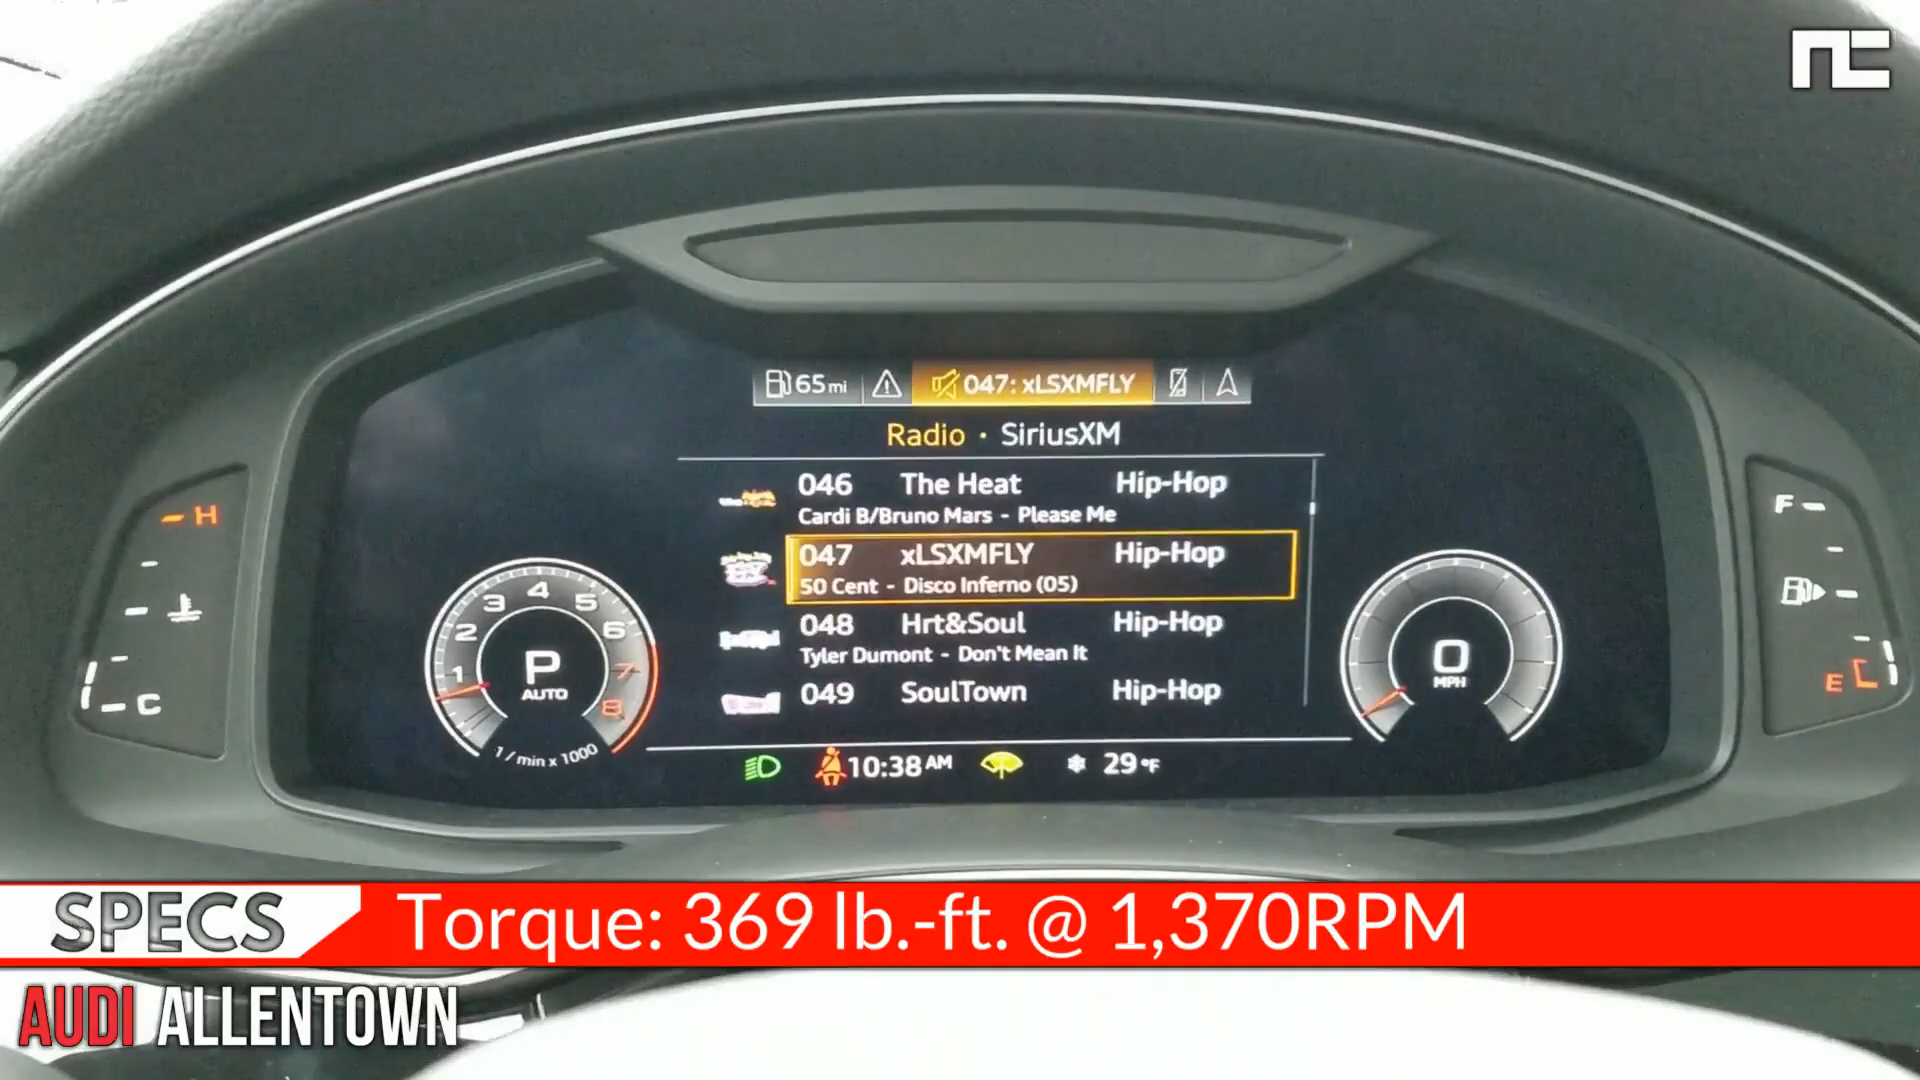 NC
65 mi
047: xLSXMFLY
Radio · SiriusXM
046 The Heat Hip-Hop
Cardi B/Bruno Mars - Please Me
047 xLSXMFLY Hip-Hop
50 Cent - Disco Inferno (05)
048 Hrt&Soul Hip-Hop
Tyler Dumont - Don't Mean It
049 SoulTown Hip-Hop
H
C
1 2 3 4 5 6 7 8
P
AUTO
1 / min x 1000
0
MPH
F
E
10:38 AM
29 °F
SPECS
Torque: 369 lb.-ft. @ 1,370RPM
AUDI ALLENTOWN